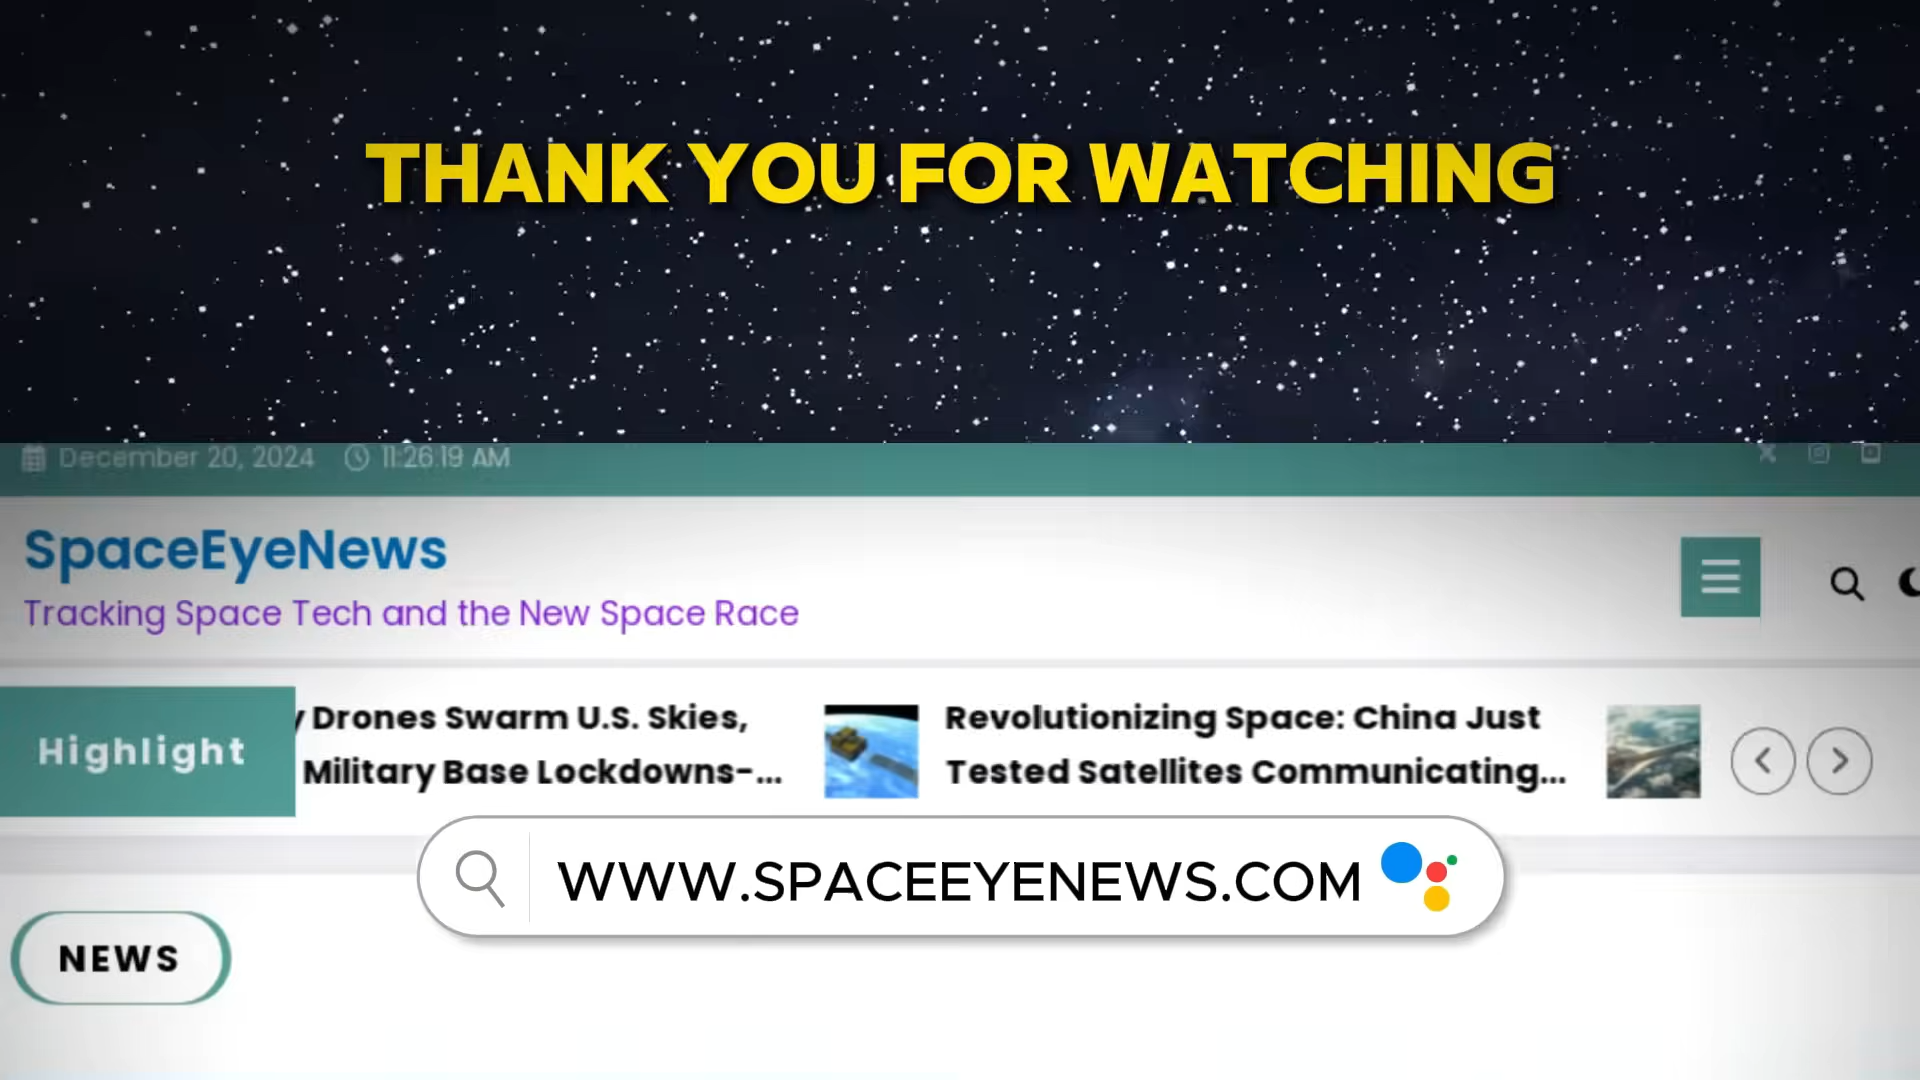 THANK YOU FOR WATCHING
December 20, 2024 11:26:19 AM
SpaceEyeNews
Tracking Space Tech and the New Space Race
Highlight
Drones Swarm U.S. Skies,
Military Base Lockdowns-...
Revolutionizing Space: China Just
Tested Satellites Communicating...
WWW.SPACEEYENEWS.COM
NEWS